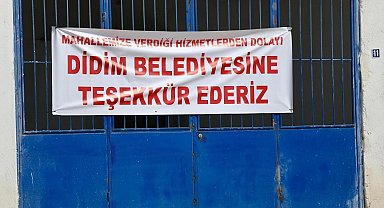 MAHALLEMİZE VERDİĞİ HİZMETLERDEN DOLAYI
DİDİM BELEDİYESİNE
TEŞEKKÜR EDERİZ